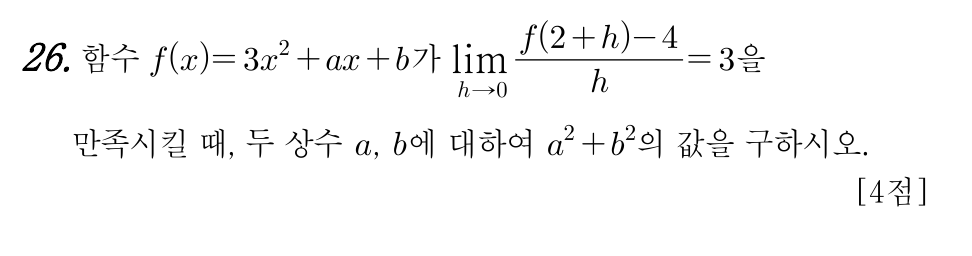 26. 함수 f(x)=3x²+ax+b가 lim_{h→0} \frac{f(2+h)-4}{h}=3을
만족시킬 때, 두 상수 a, b에 대하여 a²+b²의 값을 구하시오.
[4점]